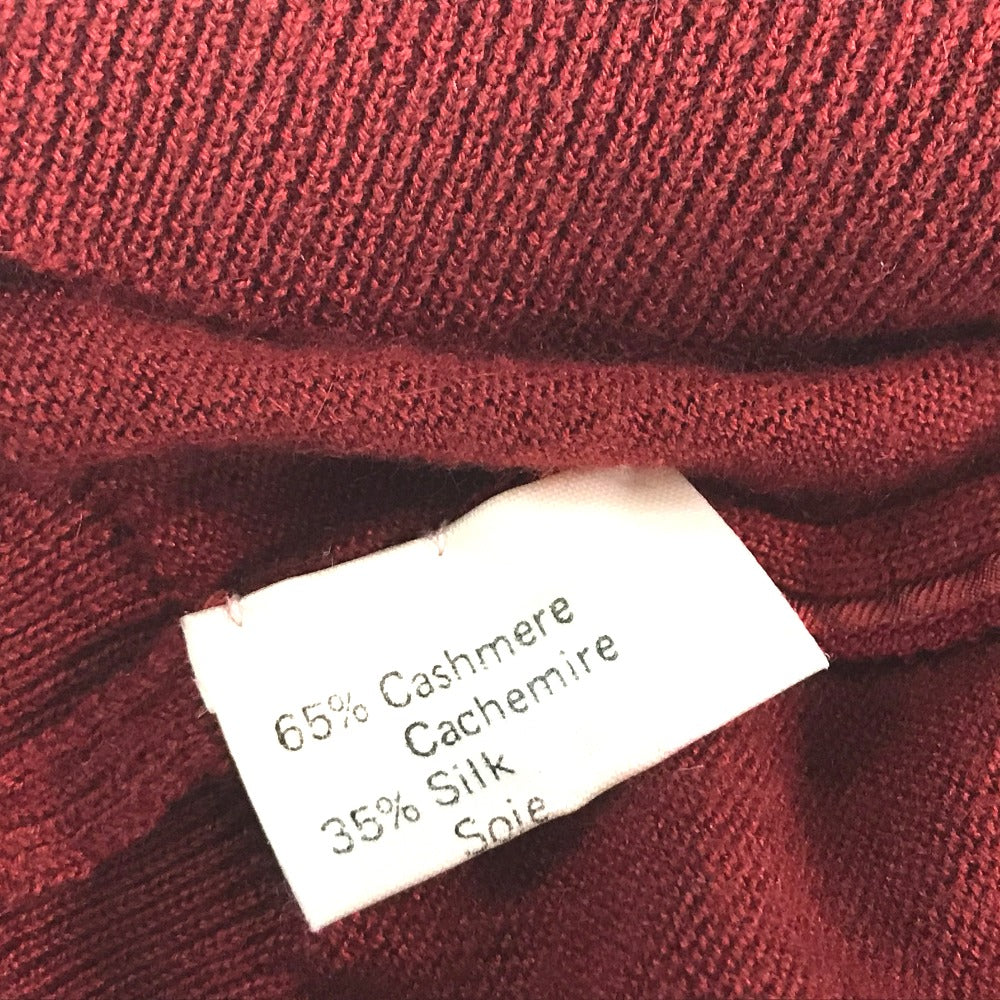 65% Cashmere
Cachemire
35% Silk
Soie